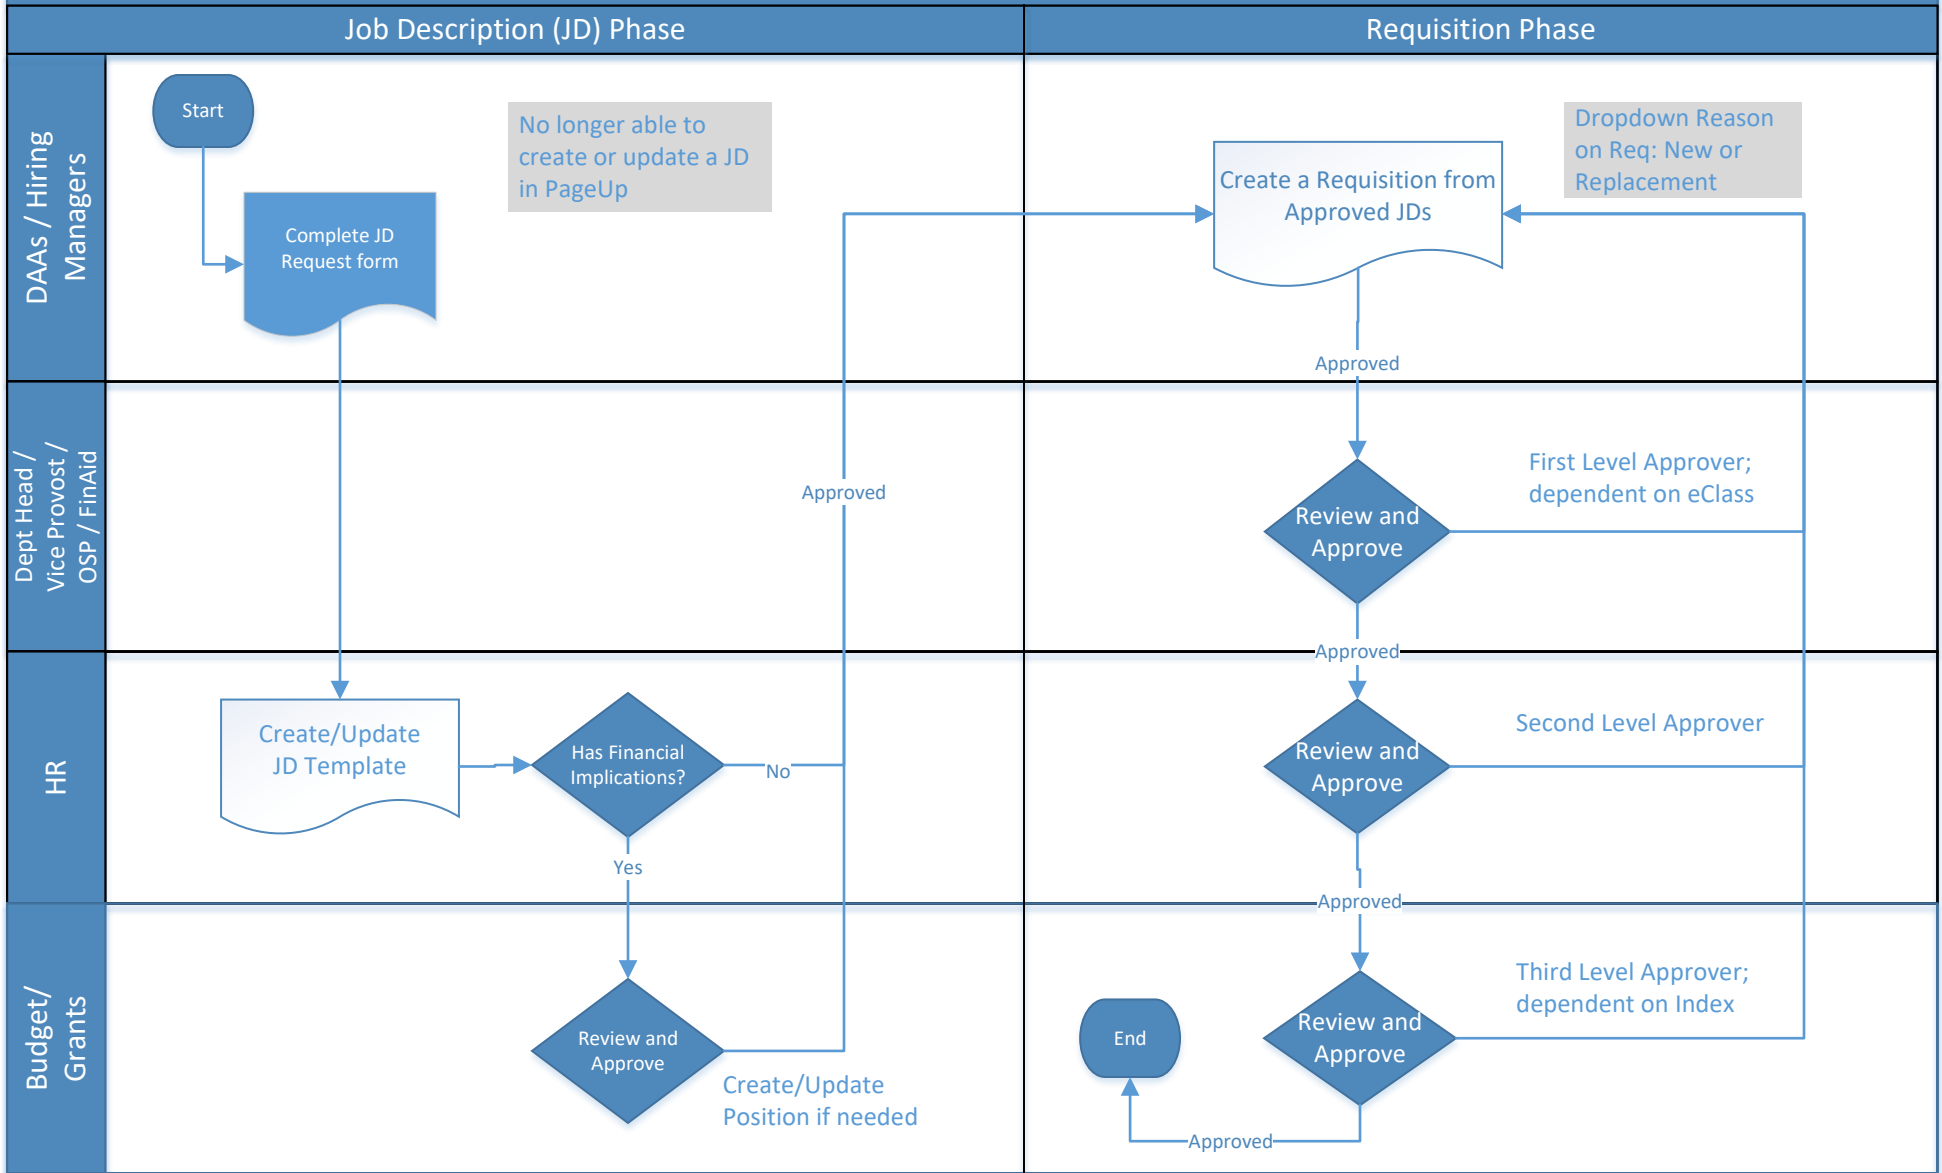 Job Description (JD) Phase
Requisition Phase
DAAs / Hiring
Managers
Start
Complete JD
Request form
No longer able to
create or update a JD
in PageUp
Create a Requisition from
Approved JDs
Dropdown Reason
on Req: New or
Replacement
Approved
Dept Head /
Vice Provost /
OSP / FinAid
Approved
Review and
Approve
First Level Approver;
dependent on eClass
Approved
HR
Create/Update
JD Template
Has Financial
Implications?
No
Yes
Review and
Approve
Second Level Approver
Approved
Budget/
Grants
Review and
Approve
Create/Update
Position if needed
End
Review and
Approve
Third Level Approver;
dependent on Index
Approved